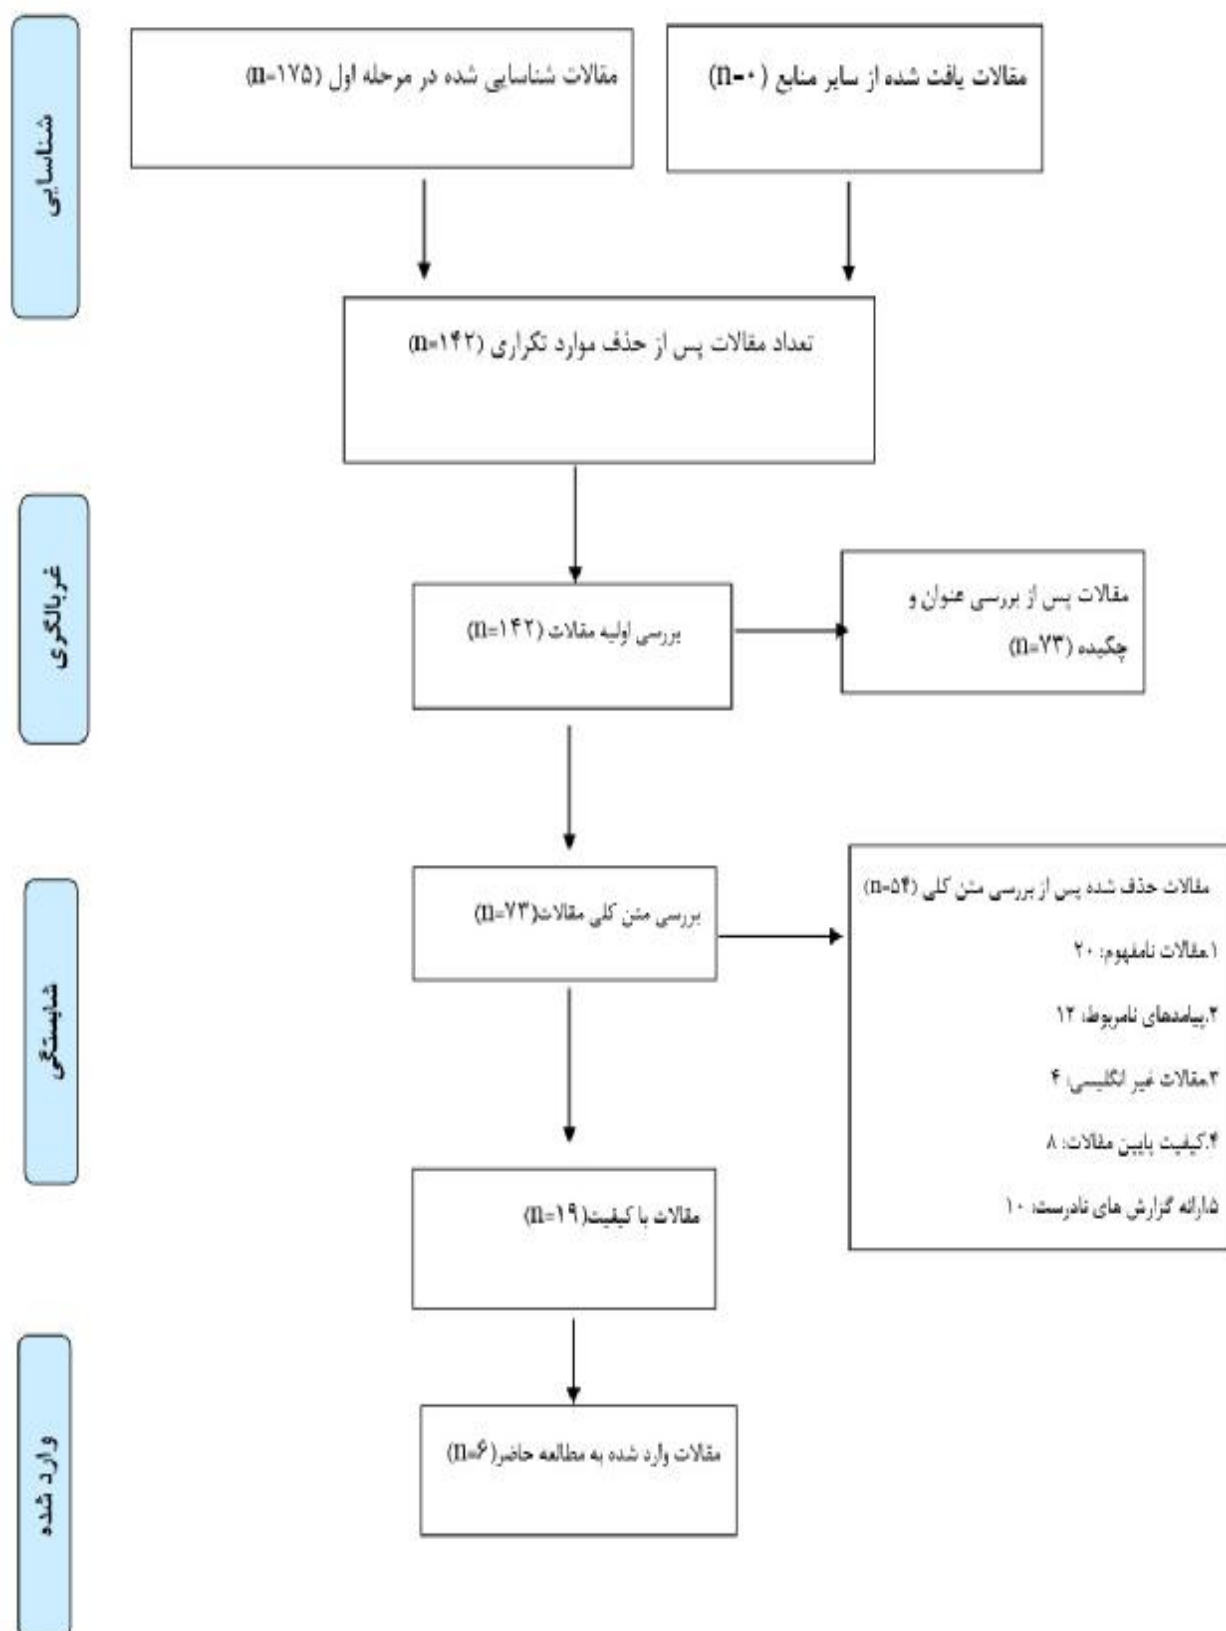 شناسایی
مقالات یافت شده از سایر منابع (n=۰)
مقالات شناسایی شده در مرحله اول (n=۱۷۵)
تعداد مقالات پس از حذف موارد تکراری (n=۱۴۲)
غربالگری
بررسی اولیه مقالات (n=۱۴۲)
مقالات پس از بررسی عنوان و
چگیده (n=۷۳)
شایستگی
بررسی متن کلی مقالات(n=۷۳)
مقالات حذف شده پس از بررسی متن کلی (n=۵۴)
۱.مقالات نامفهوم: ۲۰
۲.پیامدهای نامربوط: ۱۲
۳.مقالات غیر انگلیسی: ۴
۴.کیفیت پایین مقالات: ۸
۵.ارائه گزارش های نادرست: ۱۰
مقالات با کیفیت(n=۱۹)
وارد شده
مقالات وارد شده به مطالعه حاضر(n=۶)